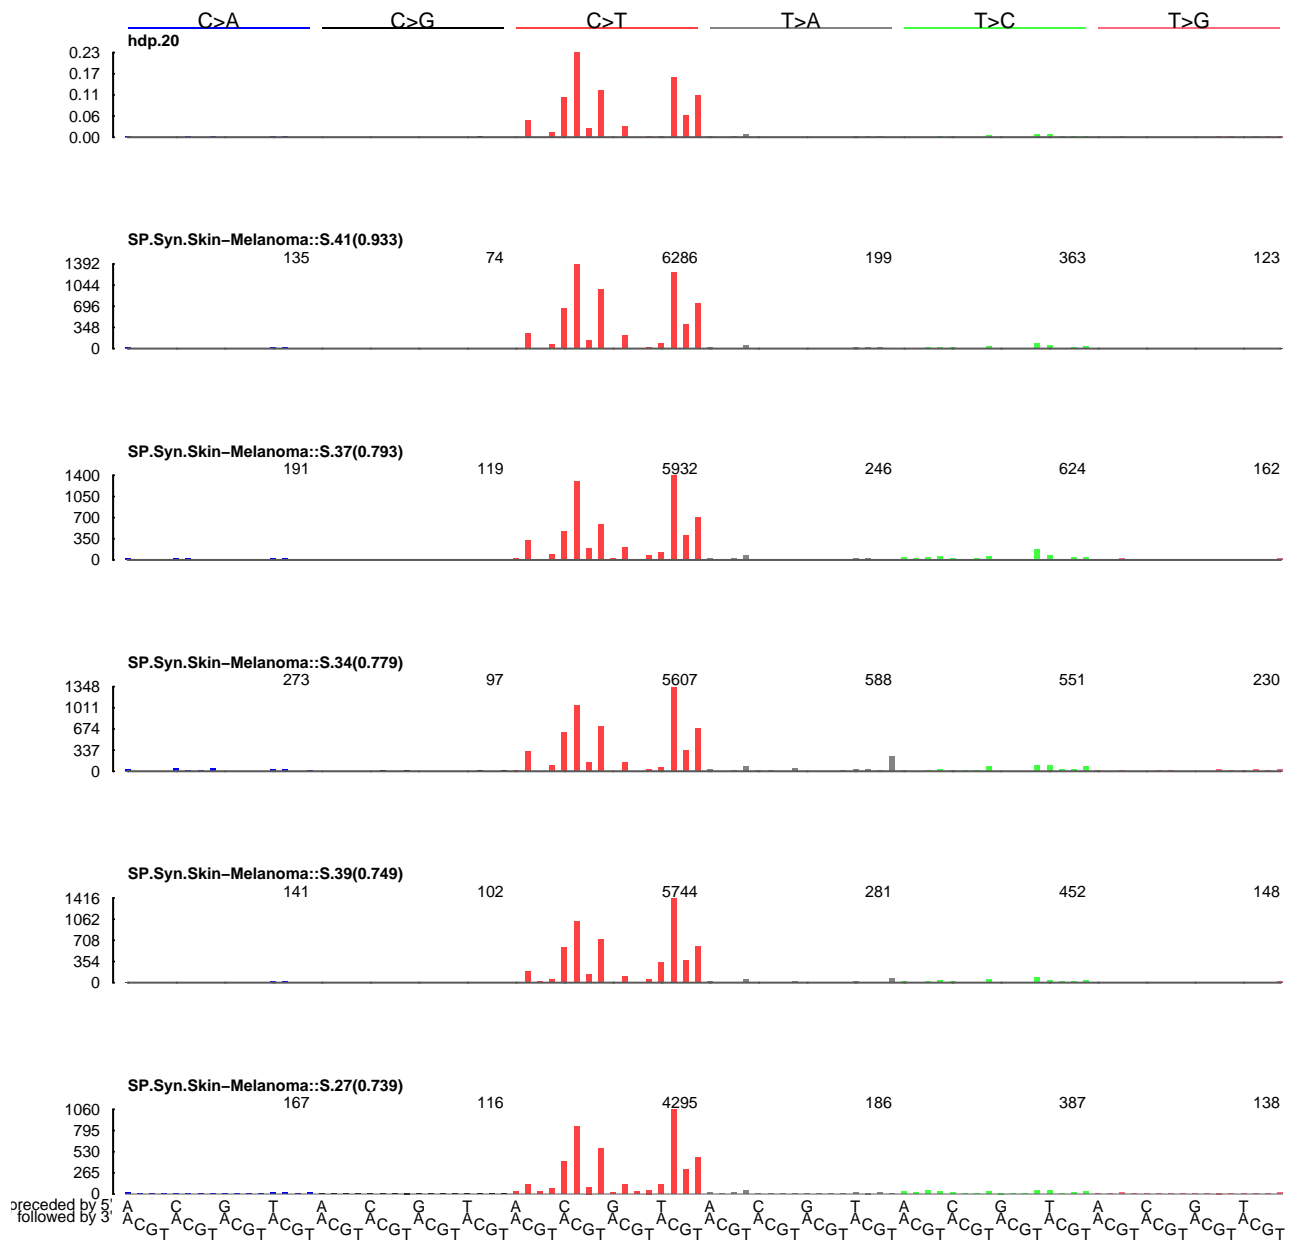 C>A C>G C>T T>A T>C T>G
hdp.20
0.23
0.17
0.11
0.06
0.00
SP.Syn.Skin−Melanoma::S.41(0.933)
135 74 6286 199 363 123
1392
1044
696
348
0
SP.Syn.Skin−Melanoma::S.37(0.793)
191 119 5932 246 624 162
1400
1050
700
350
0
SP.Syn.Skin−Melanoma::S.34(0.779)
273 97 5607 588 551 230
1348
1011
674
337
0
SP.Syn.Skin−Melanoma::S.39(0.749)
141 102 5744 281 452 148
1416
1062
708
354
0
SP.Syn.Skin−Melanoma::S.27(0.739)
167 116 4295 186 387 138
1060
795
530
265
0
preceded by 5' A C G T A C G T A C G T A C G T A C G T A C G T
followed by 3' ACGT ACGT ACGT ACGT ACGT ACGT ACGT ACGT ACGT ACGT ACGT ACGT ACGT ACGT ACGT ACGT ACGT ACGT ACGT ACGT ACGT ACGT ACGT ACGT